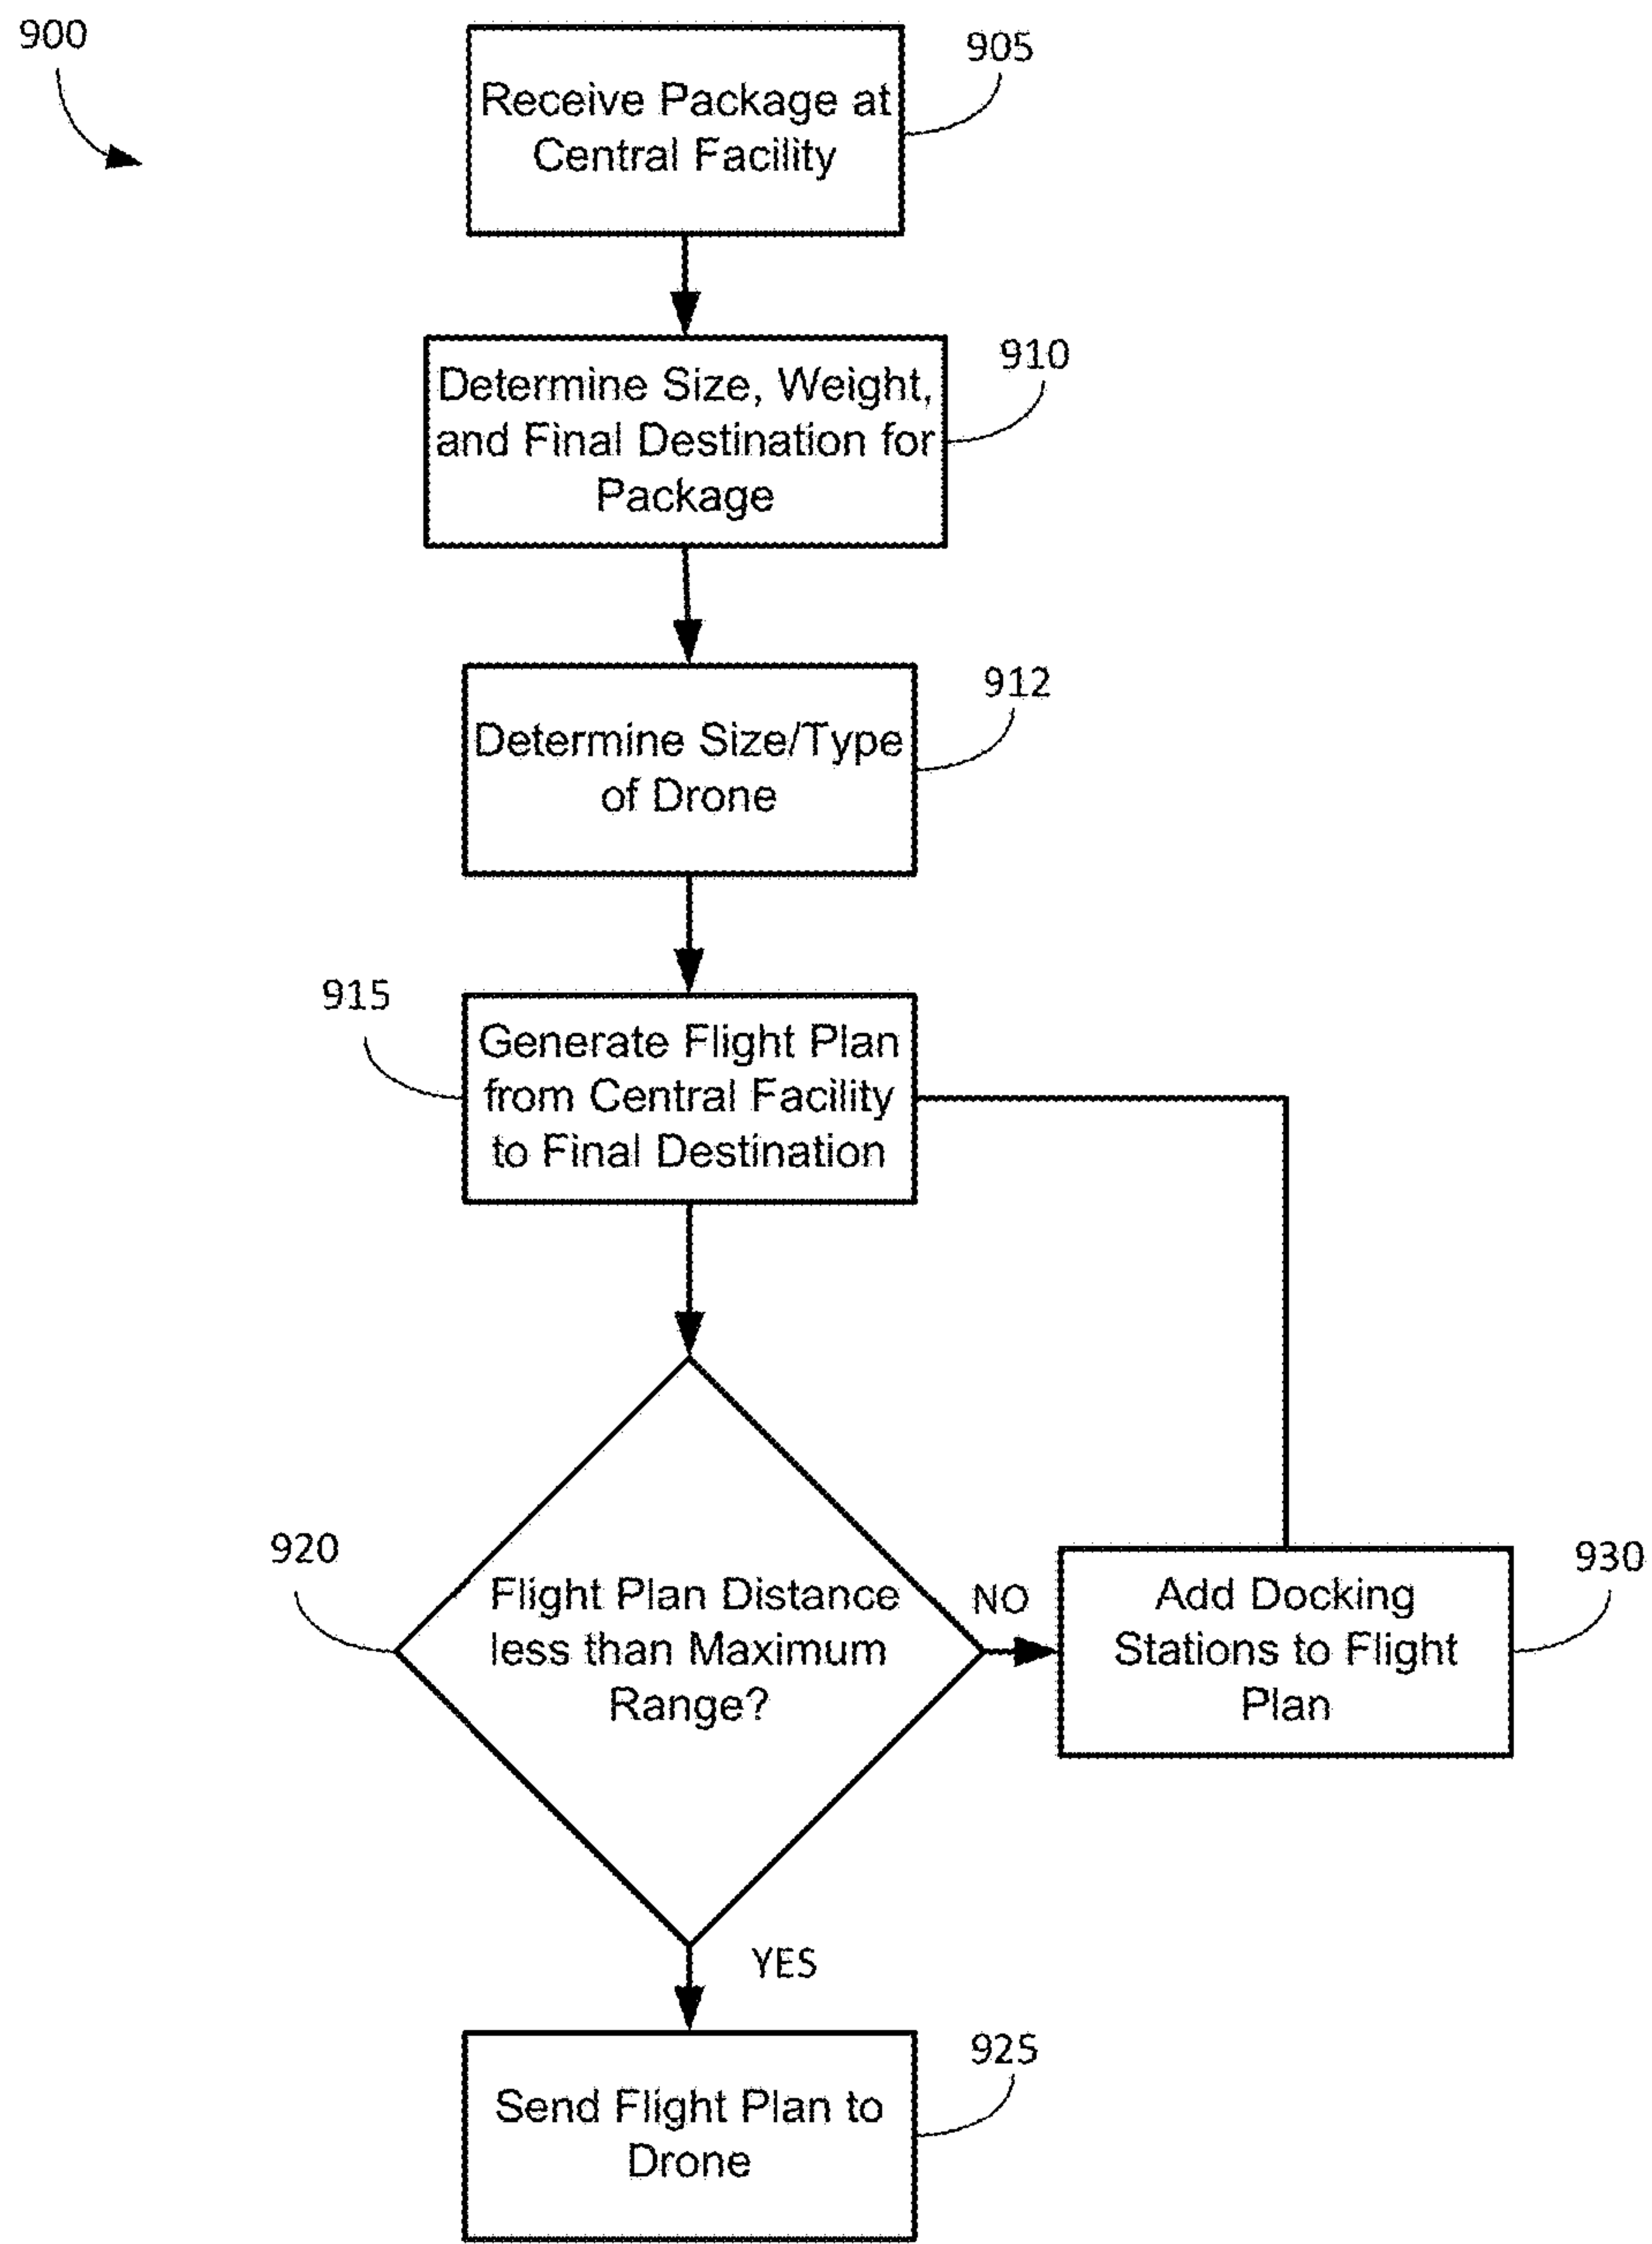 900
905
Receive Package at
Central Facility
910
Determine Size, Weight,
and Final Destination for
Package
912
Determine Size/Type
of Drone
915
Generate Flight Plan
from Central Facility
to Final Destination
920
Flight Plan Distance
less than Maximum
Range?
NO
930
Add Docking
Stations to Flight
Plan
YES
925
Send Flight Plan to
Drone